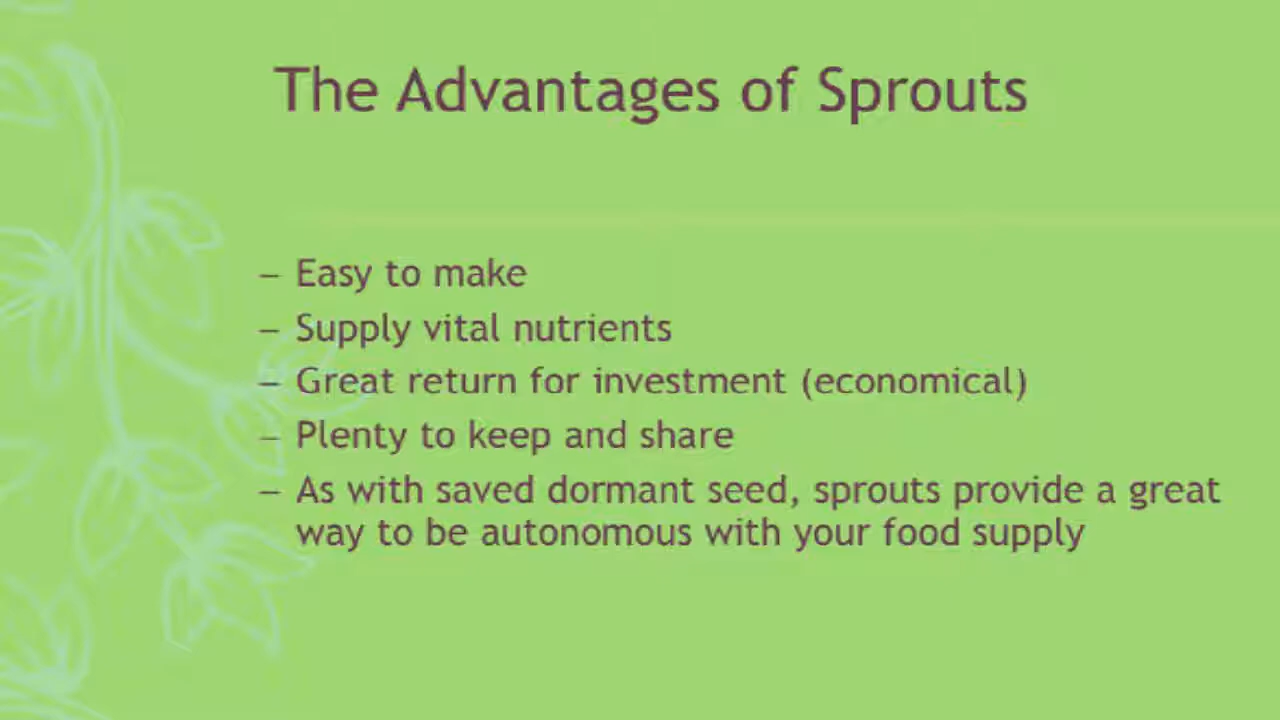 The Advantages of Sprouts
– Easy to make
– Supply vital nutrients
– Great return for investment (economical)
– Plenty to keep and share
– As with saved dormant seed, sprouts provide a great
way to be autonomous with your food supply